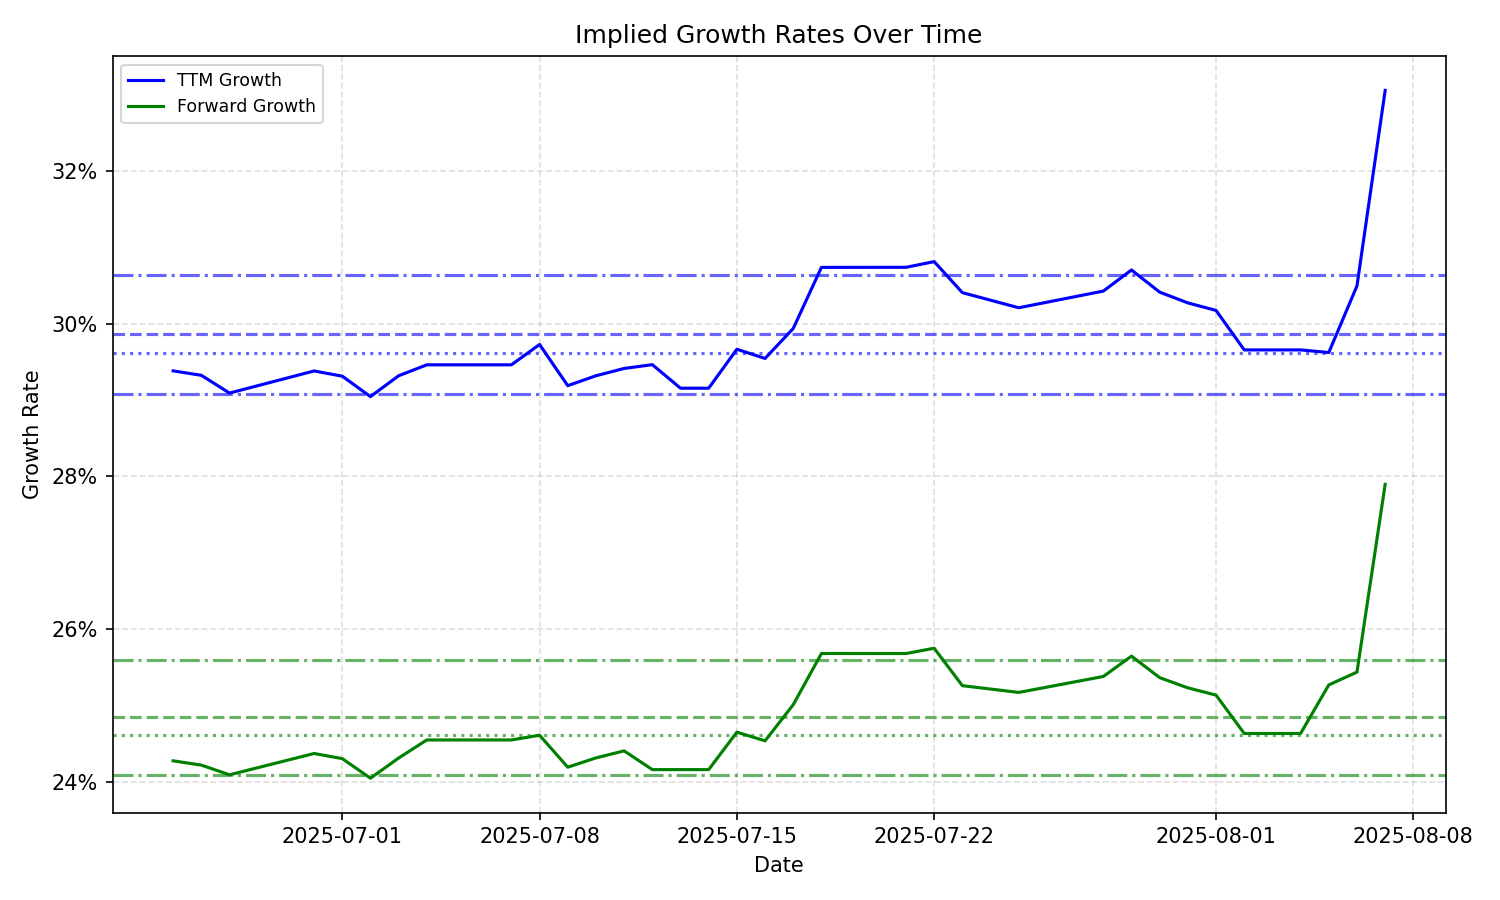 Implied Growth Rates Over Time
TTM Growth
Forward Growth
Growth Rate
32%
30%
28%
26%
24%
2025-07-01
2025-07-08
2025-07-15
2025-07-22
2025-08-01
2025-08-08
Date